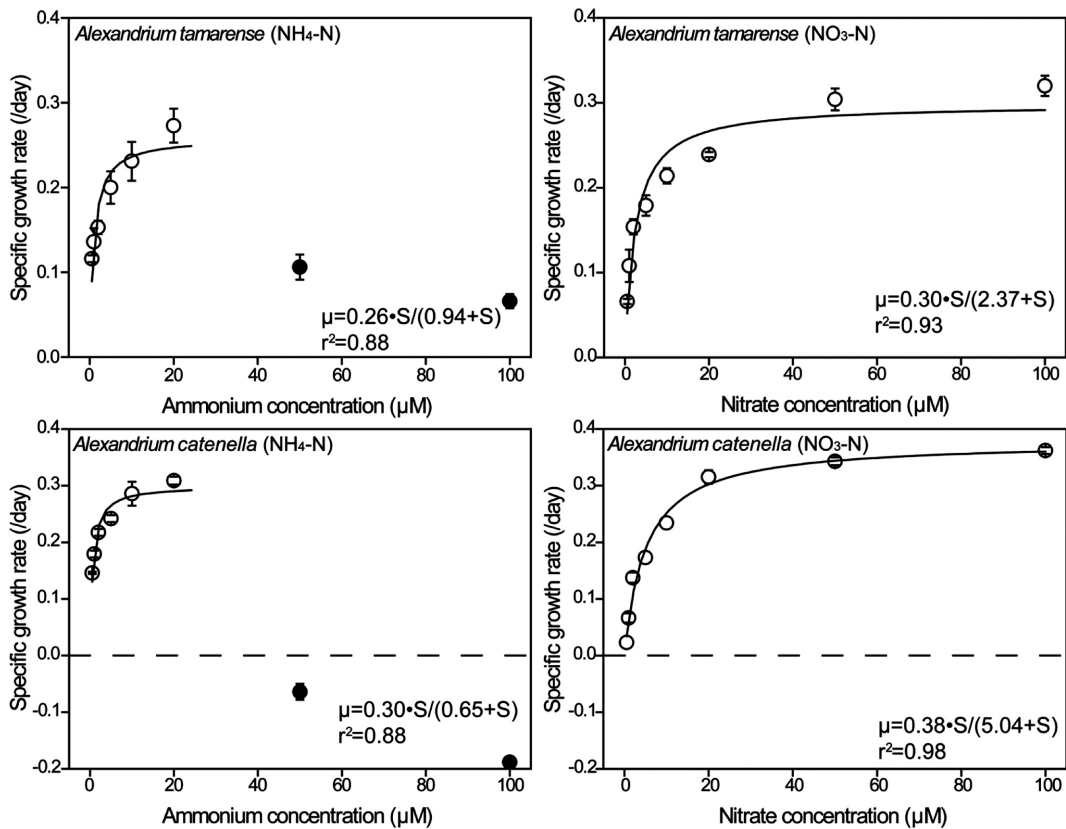 Alexandrium tamarense (NH₄-N)
Specific growth rate (/day)
0.4
0.3
0.2
0.1
0.0
μ=0.26•S/(0.94+S)
r²=0.88
0 20 40 60 80 100
Ammonium concentration (μM)
Alexandrium tamarense (NO₃-N)
Specific growth rate (/day)
0.4
0.3
0.2
0.1
0.0
μ=0.30•S/(2.37+S)
r²=0.93
0 20 40 60 80 100
Nitrate concentration (μM)
Alexandrium catenella (NH₄-N)
Specific growth rate (/day)
0.4
0.3
0.2
0.1
0.0
-0.1
-0.2
μ=0.30•S/(0.65+S)
r²=0.88
0 20 40 60 80 100
Ammonium concentration (μM)
Alexandrium catenella (NO₃-N)
Specific growth rate (/day)
0.4
0.3
0.2
0.1
0.0
-0.1
-0.2
μ=0.38•S/(5.04+S)
r²=0.98
0 20 40 60 80 100
Nitrate concentration (μM)